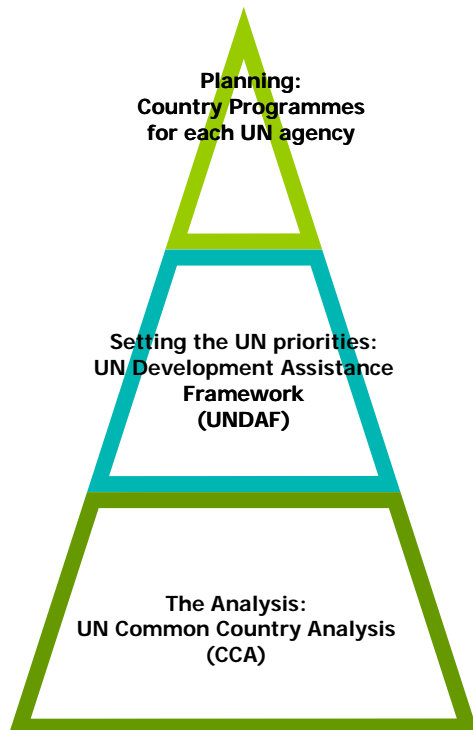 Planning:
Country Programmes
for each UN agency
Setting the UN priorities:
UN Development Assistance
Framework
(UNDAF)
The Analysis:
UN Common Country Analysis
(CCA)